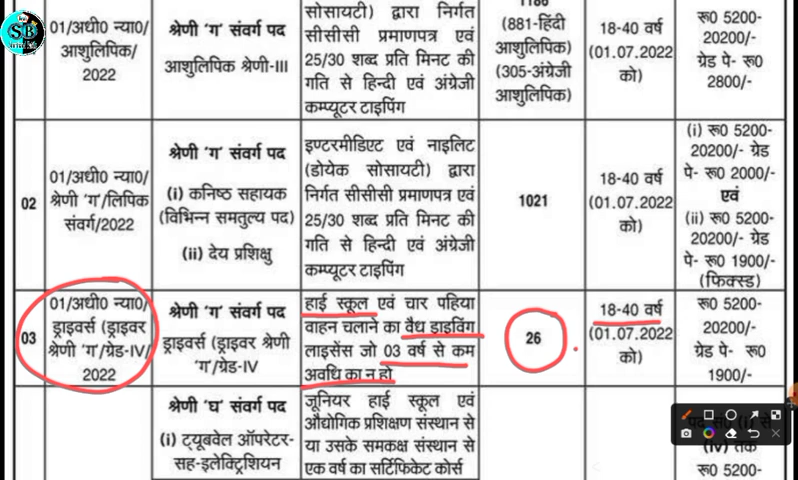 SB
सोसायटी) द्वारा निर्गत
सीसीसी प्रमाणपत्र एवं
25/30 शब्द प्रति मिनट की
गति से हिन्दी एवं अंग्रेजी
कम्प्यूटर टाइपिंग
01/अधी0 न्या0/
आशुलिपिक/
2022
श्रेणी 'ग' संवर्ग पद
आशुलिपिक श्रेणी-III
1186
(881-हिंदी
आशुलिपिक)
(305-अंग्रेजी
आशुलिपिक)
18-40 वर्ष
(01.07.2022
को)
रू0 5200-
20200/-
ग्रेड पे- रू0
2800/-
02
01/अधी0 न्या0/
श्रेणी 'ग'/लिपिक
संवर्ग/2022
श्रेणी 'ग' संवर्ग पद
(i) कनिष्ठ सहायक
(विभिन्न समतुल्य पद)
(ii) देय प्रशिक्षु
इण्टरमीडिएट एवं नाइलिट
(डोयेक सोसायटी) द्वारा
निर्गत सीसीसी प्रमाणपत्र एवं
25/30 शब्द प्रति मिनट की
गति से हिन्दी एवं अंग्रेजी
कम्प्यूटर टाइपिंग
1021
18-40 वर्ष
(01.07.2022
को)
(i) रू0 5200-
20200/- ग्रेड
पे- रू0 2000/-
एवं
(ii) रू0 5200-
20200/- ग्रेड
पे- रू0 1900/-
(फिक्स्ड)
03
01/अधी0 न्या0/
ड्राइवर्स (ड्राइवर
श्रेणी 'ग'/ग्रेड-IV/
2022
श्रेणी 'ग' संवर्ग पद
ड्राइवर्स (ड्राइवर श्रेणी
'ग'/ग्रेड-IV
हाई स्कूल एवं चार पहिया
वाहन चलाने का वैध ड्राइविंग
लाइसेंस जो 03 वर्ष से कम
अवधि का न हो
26
18-40 वर्ष
(01.07.2022
को)
रू0 5200-
20200/-
ग्रेड पे- रू0
1900/-
श्रेणी 'घ' संवर्ग पद
(i) ट्यूबवेल ऑपरेटर-
सह-इलेक्ट्रिशियन
जूनियर हाई स्कूल एवं
औद्योगिक प्रशिक्षण संस्थान से
या उसके समकक्ष संस्थान से
एक वर्ष का सर्टिफिकेट कोर्स
(IV) तक
रू0 5200-